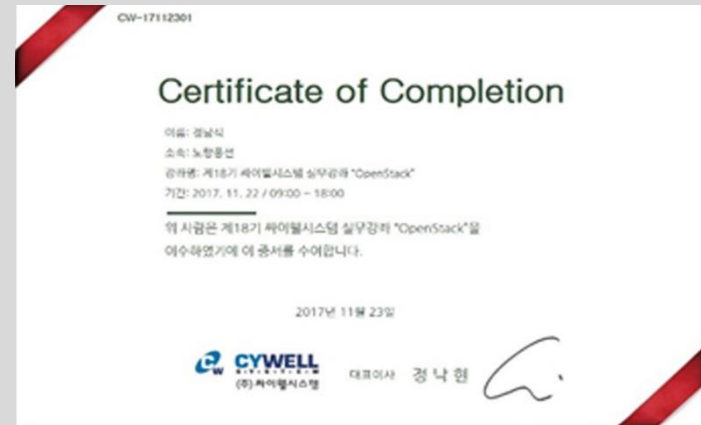 CW-17112301
Certificate of Completion
이름: 정남식
소속: 노랑풍선
강좌명: 제18기 싸이웰시스템 실무강좌 "OpenStack"
기간: 2017. 11. 22 / 09:00 ~ 18:00
위 사람은 제18기 싸이웰시스템 실무강좌 "OpenStack"을
이수하였기에 이 증서를 수여합니다.
2017년 11월 23일
CYWELL
SYSTEM
(주) 싸이웰시스템
대표이사 정낙현